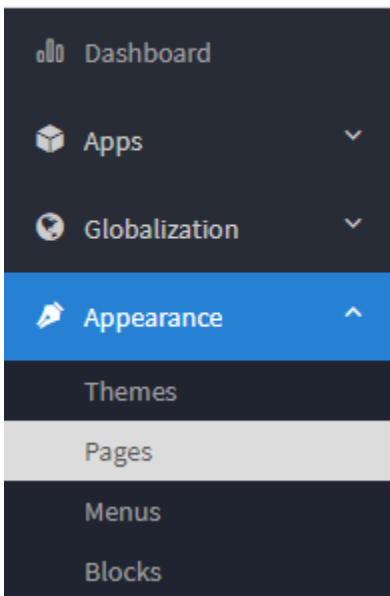 Dashboard
Apps
Globalization
Appearance
Themes
Pages
Menus
Blocks